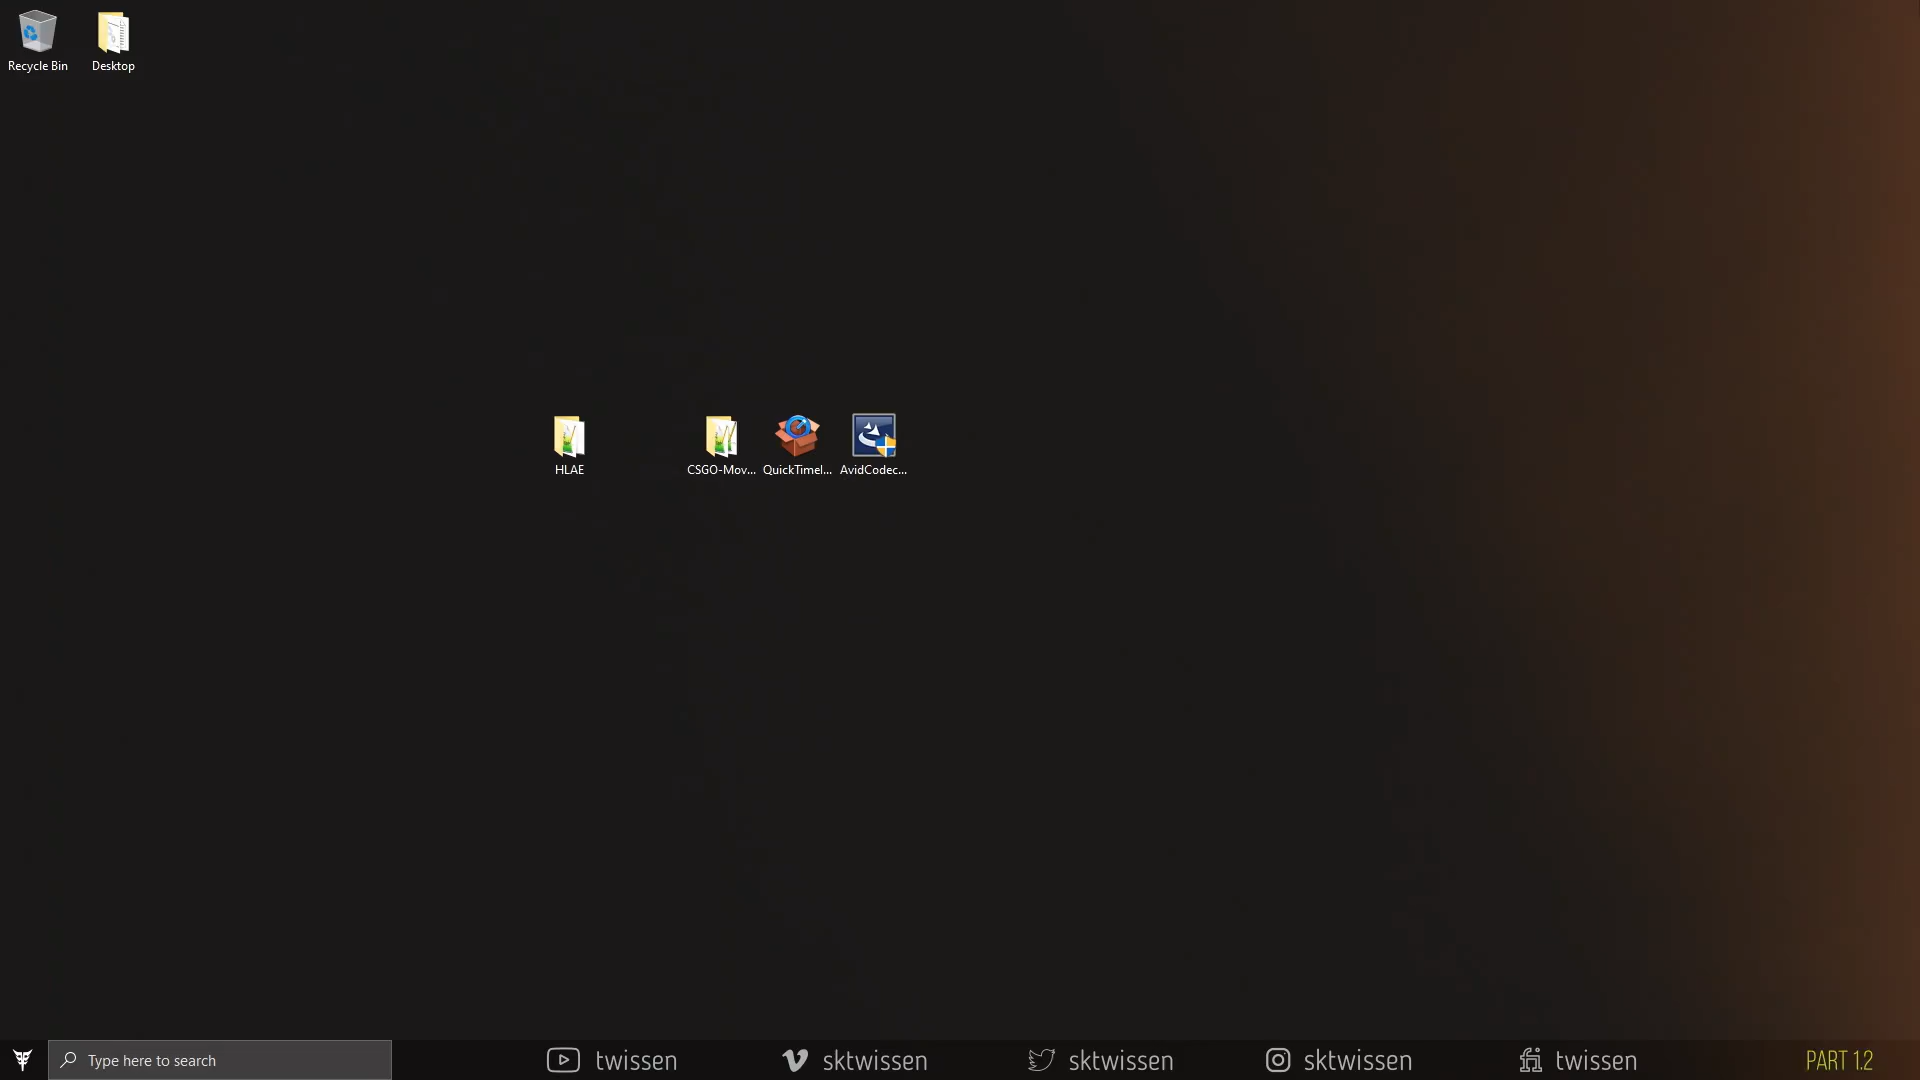 Recycle Bin
Desktop
HLAE
CSGO-Mov...
QuickTimeI...
AvidCodec...
Type here to search
twissen
sktwissen
sktwissen
sktwissen
twissen
PART 1.2